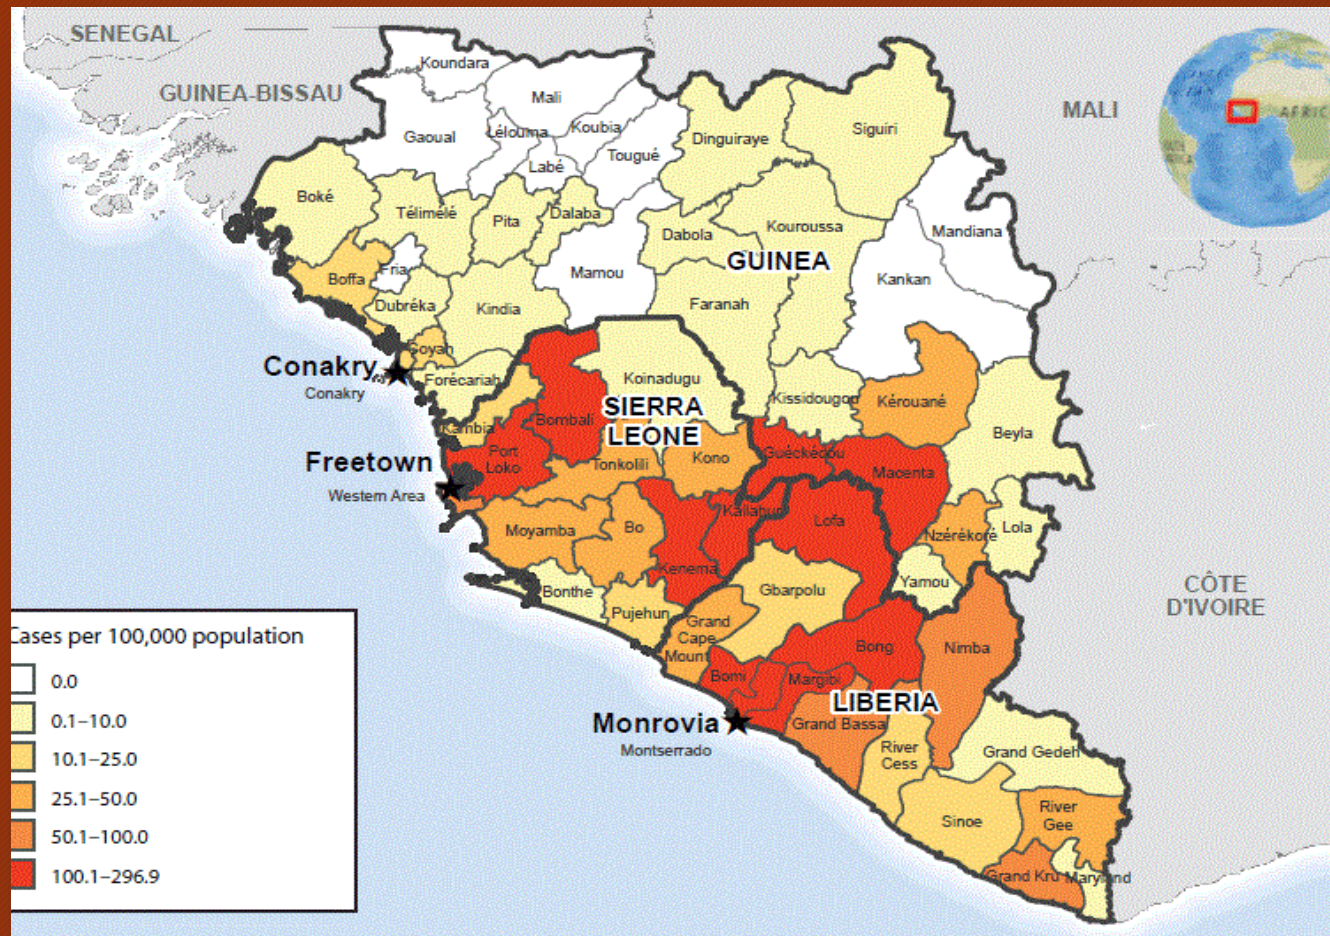 SENEGAL
GUINEA-BISSAU
MALI
AFRIC
Koundara
Mali
Gaoual
Lélouma
Koubia
Labé
Tougué
Dinguiraye
Siguiri
Boké
Télimélé
Pita
Dalaba
Dabola
Kouroussa
Mandiana
GUINEA
Kankan
Boffa
Fria
Mamou
Dubréka
Kindia
Faranah
Coyah
Conakry
Conakry
Forécariah
Koinadugu
Kissidougou
Kérouané
SIERRA
LEONE
Beyla
Kambia
Bombali
Port
Loko
Tonkolili
Kono
Guéckédou
Macenta
Freetown
Western Area
Moyamba
Bo
Kailahun
Lofa
Nzérékoré
Lola
Kenema
Yamou
Bonthe
Pujehun
Gbarpolu
CÔTE
D'IVOIRE
Grand
Cape
Mount
Bong
Nimba
Bomi
Margibi
LIBERIA
Monrovia
Montserrado
Grand Bassa
River
Cess
Grand Gedeh
Sinoe
River
Gee
Grand Kru
Maryland
Cases per 100,000 population
0.0
0.1–10.0
10.1–25.0
25.1–50.0
50.1–100.0
100.1–296.9